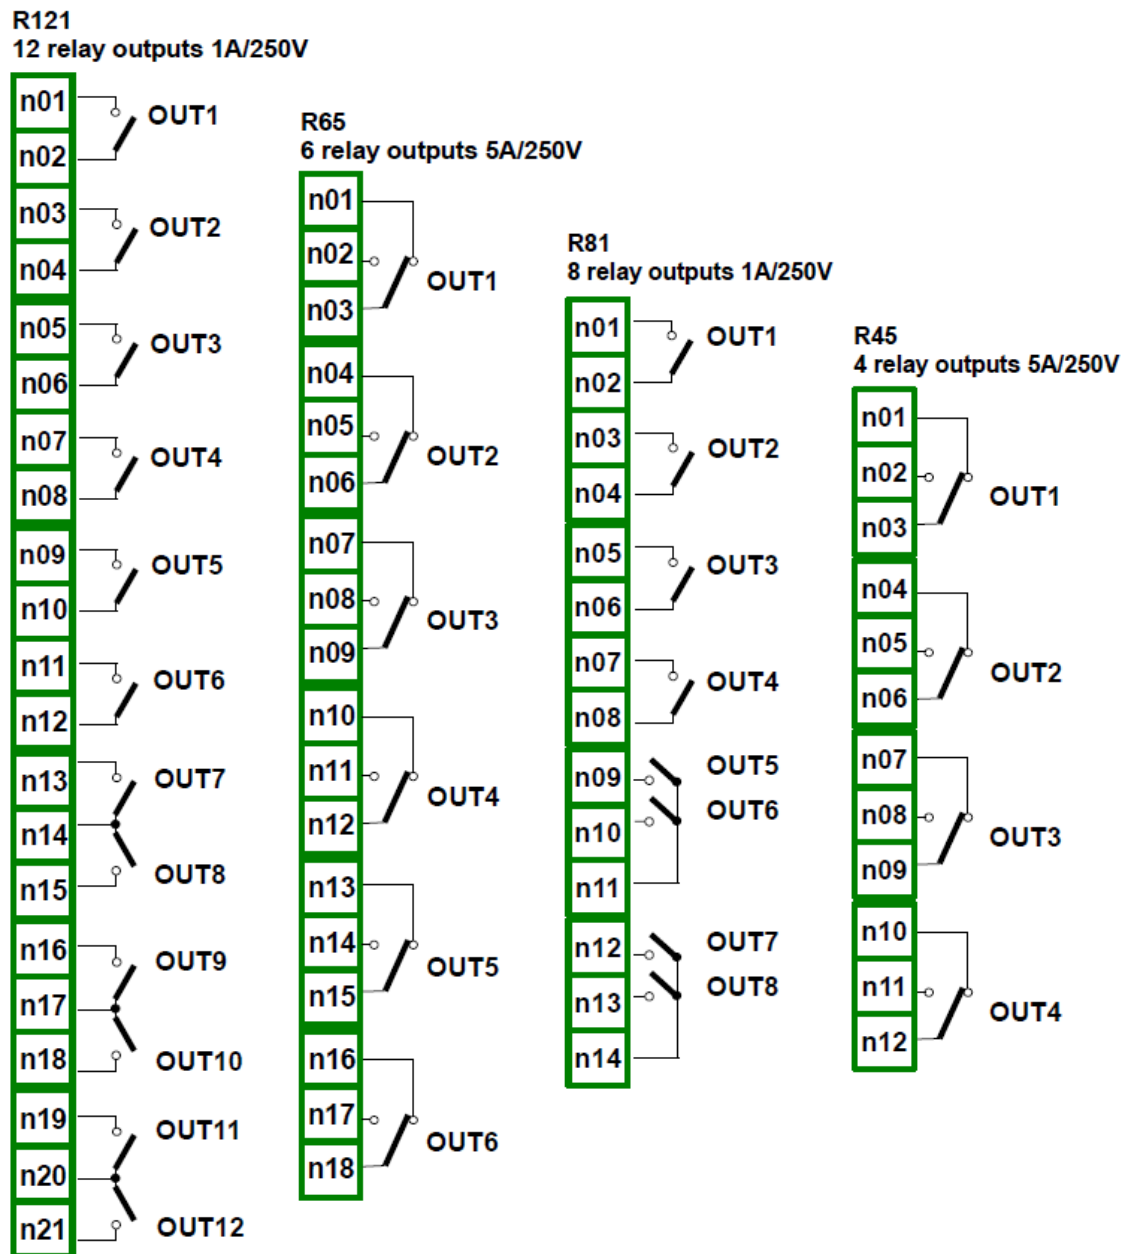 R121
12 relay outputs 1A/250V
n01
OUT1
n02
n03
OUT2
n04
n05
OUT3
n06
n07
OUT4
n08
n09
OUT5
n10
n11
OUT6
n12
n13
OUT7
n14
n15
OUT8
n16
OUT9
n17
n18
OUT10
n19
OUT11
n20
n21
OUT12
R65
6 relay outputs 5A/250V
n01
n02
OUT1
n03
n04
n05
OUT2
n06
n07
n08
OUT3
n09
n10
n11
OUT4
n12
n13
n14
OUT5
n15
n16
n17
OUT6
n18
R81
8 relay outputs 1A/250V
n01
OUT1
n02
n03
OUT2
n04
n05
OUT3
n06
n07
OUT4
n08
n09
OUT5
n10
OUT6
n11
n12
OUT7
n13
OUT8
n14
R45
4 relay outputs 5A/250V
n01
n02
OUT1
n03
n04
n05
OUT2
n06
n07
n08
OUT3
n09
n10
n11
OUT4
n12